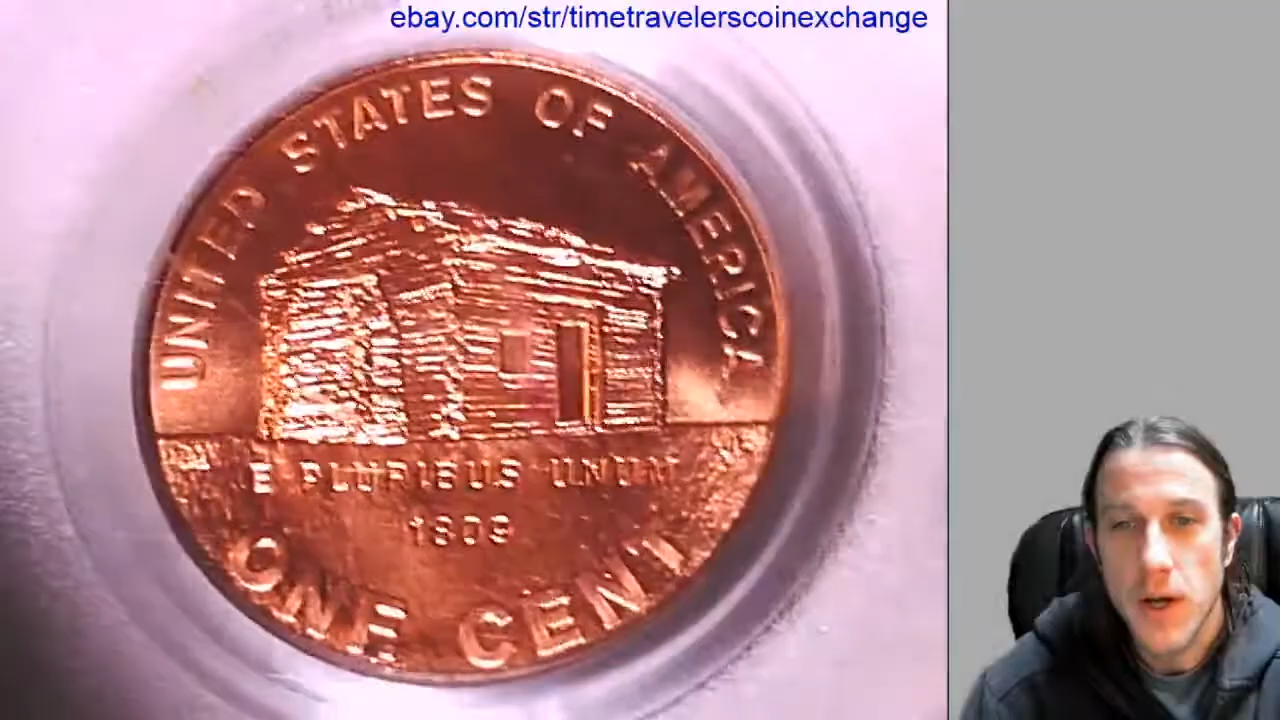 ebay.com/str/timetravelerscoinexchange
UNITED STATES OF AMERICA
E PLURIBUS UNUM
1809
ONE CENT